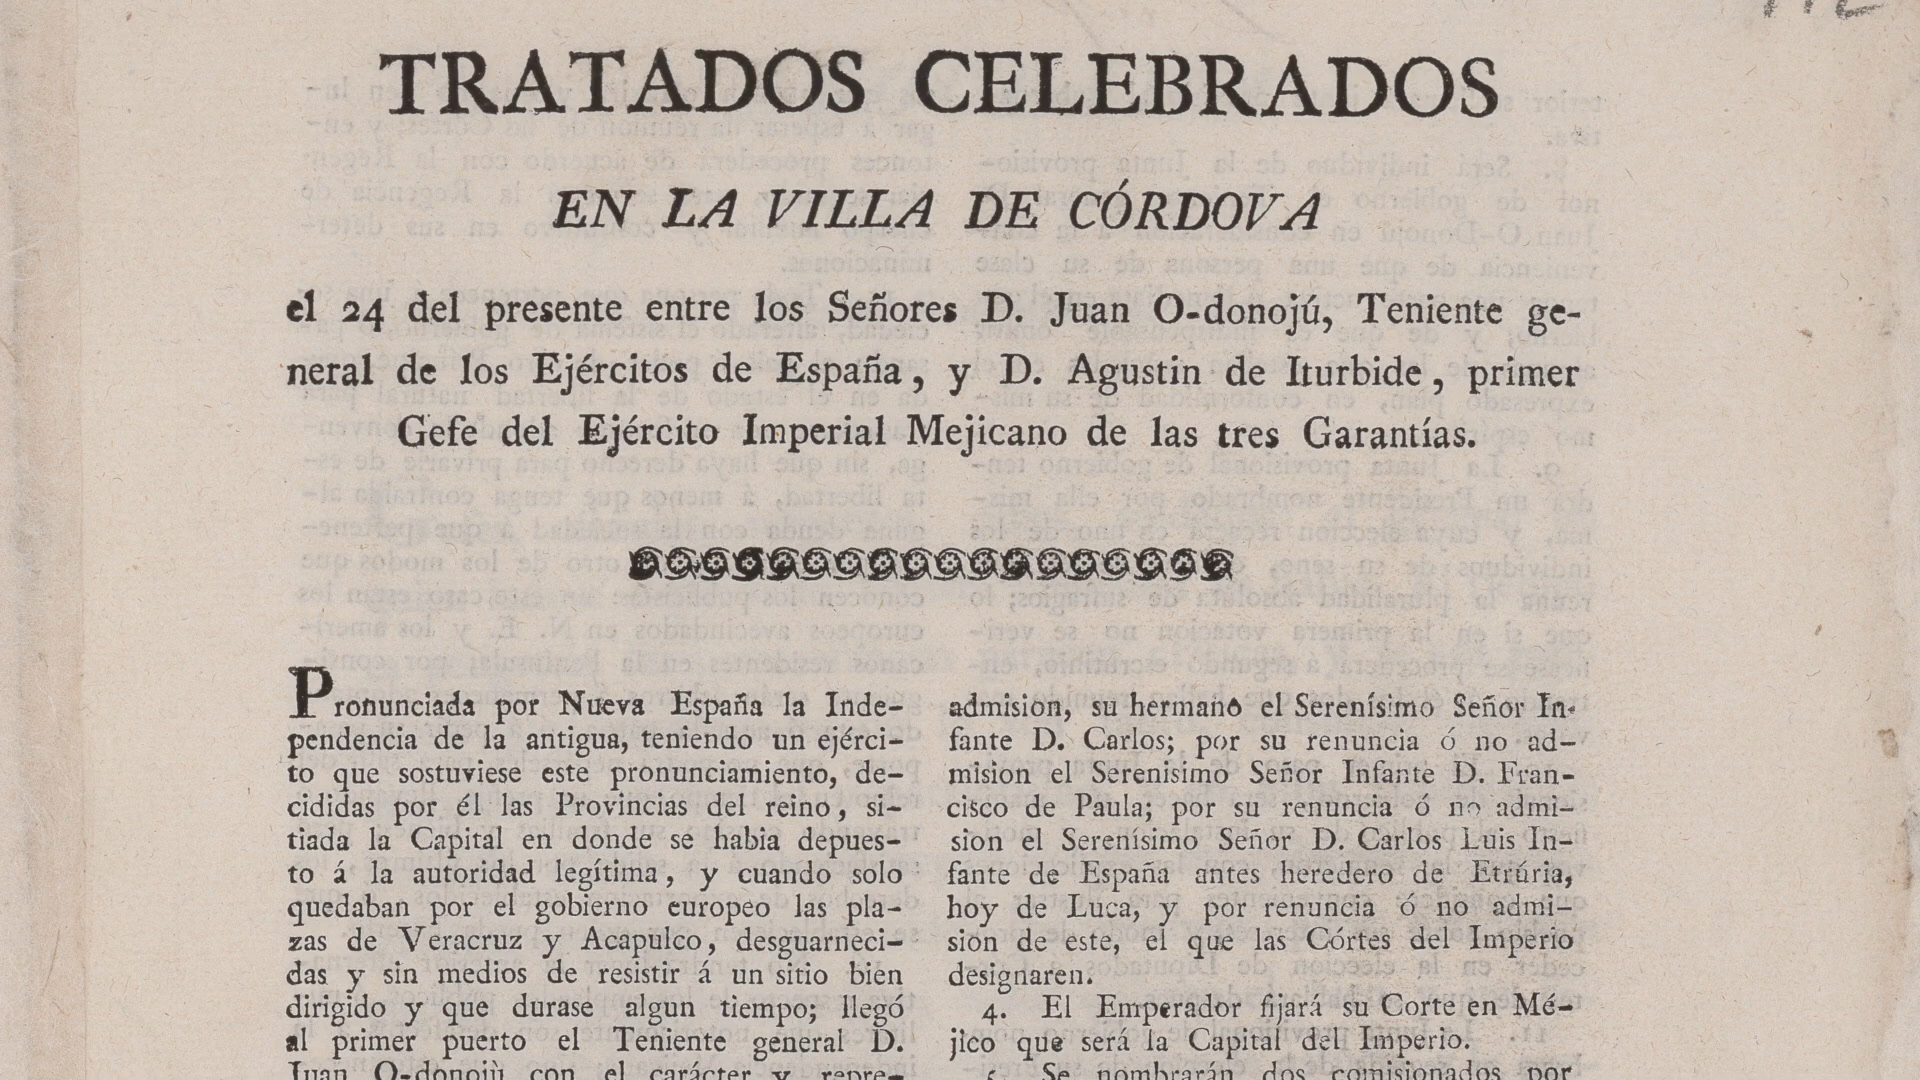 TRATADOS CELEBRADOS
EN LA VILLA DE CÓRDOVA
el 24 del presente entre los Señores D. Juan O-donojú, Teniente ge-
neral de los Ejércitos de España, y D. Agustin de Iturbide, primer
Gefe del Ejército Imperial Mejicano de las tres Garantías.
Pronunciada por Nueva España la Inde-
pendencia de la antigua, teniendo un ejérci-
to que sostuviese este pronunciamiento, de-
cididas por él las Provincias del reino, si-
tiada la Capital en donde se habia depues-
to á la autoridad legítima, y cuando solo
quedaban por el gobierno europeo las pla-
zas de Veracruz y Acapulco, desguarneci-
das y sin medios de resistir á un sitio bien
dirigido y que durase algun tiempo; llegó
al primer puerto el Teniente general D.
Juan O-donojù con el carácter y repre-
admision, su hermano el Serenísimo Señor In-
fante D. Carlos; por su renuncia ó no ad-
mision el Serenisimo Señor Infante D. Fran-
cisco de Paula; por su renuncia ó no admi-
sion el Serenísimo Señor D. Carlos Luis In-
fante de España antes heredero de Etrúria,
hoy de Luca, y por renuncia ó no admi-
sion de este, el que las Córtes del Imperio
designaren.
4. El Emperador fijará su Corte en Mé-
jico que será la Capital del Imperio.
5. Se nombrarán dos comisionados por